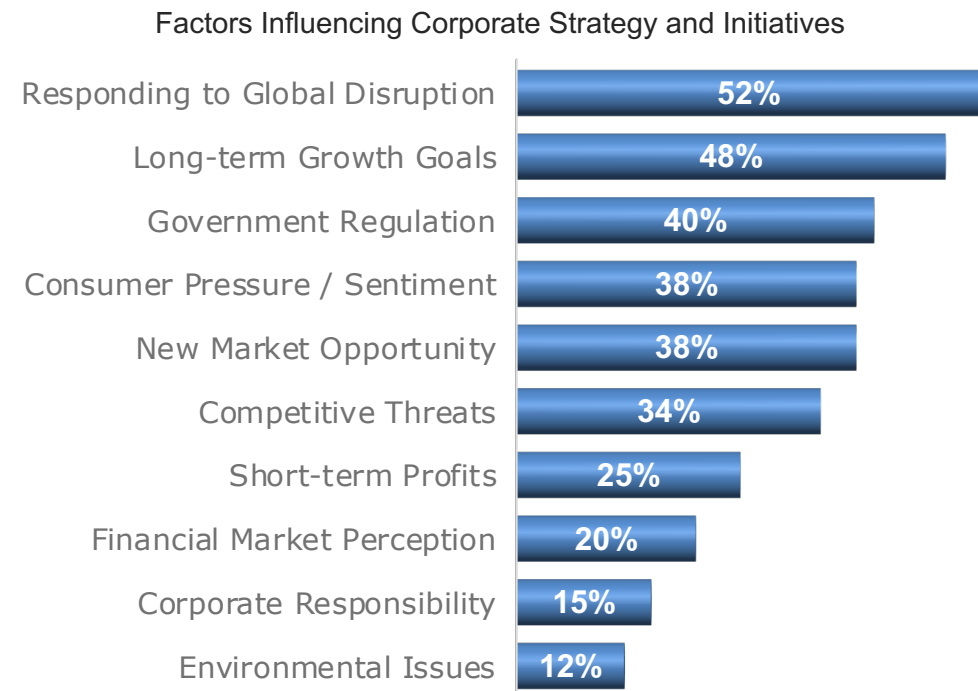 Factors Influencing Corporate Strategy and Initiatives
Responding to Global Disruption 52%
Long-term Growth Goals 48%
Government Regulation 40%
Consumer Pressure / Sentiment 38%
New Market Opportunity 38%
Competitive Threats 34%
Short-term Profits 25%
Financial Market Perception 20%
Corporate Responsibility 15%
Environmental Issues 12%